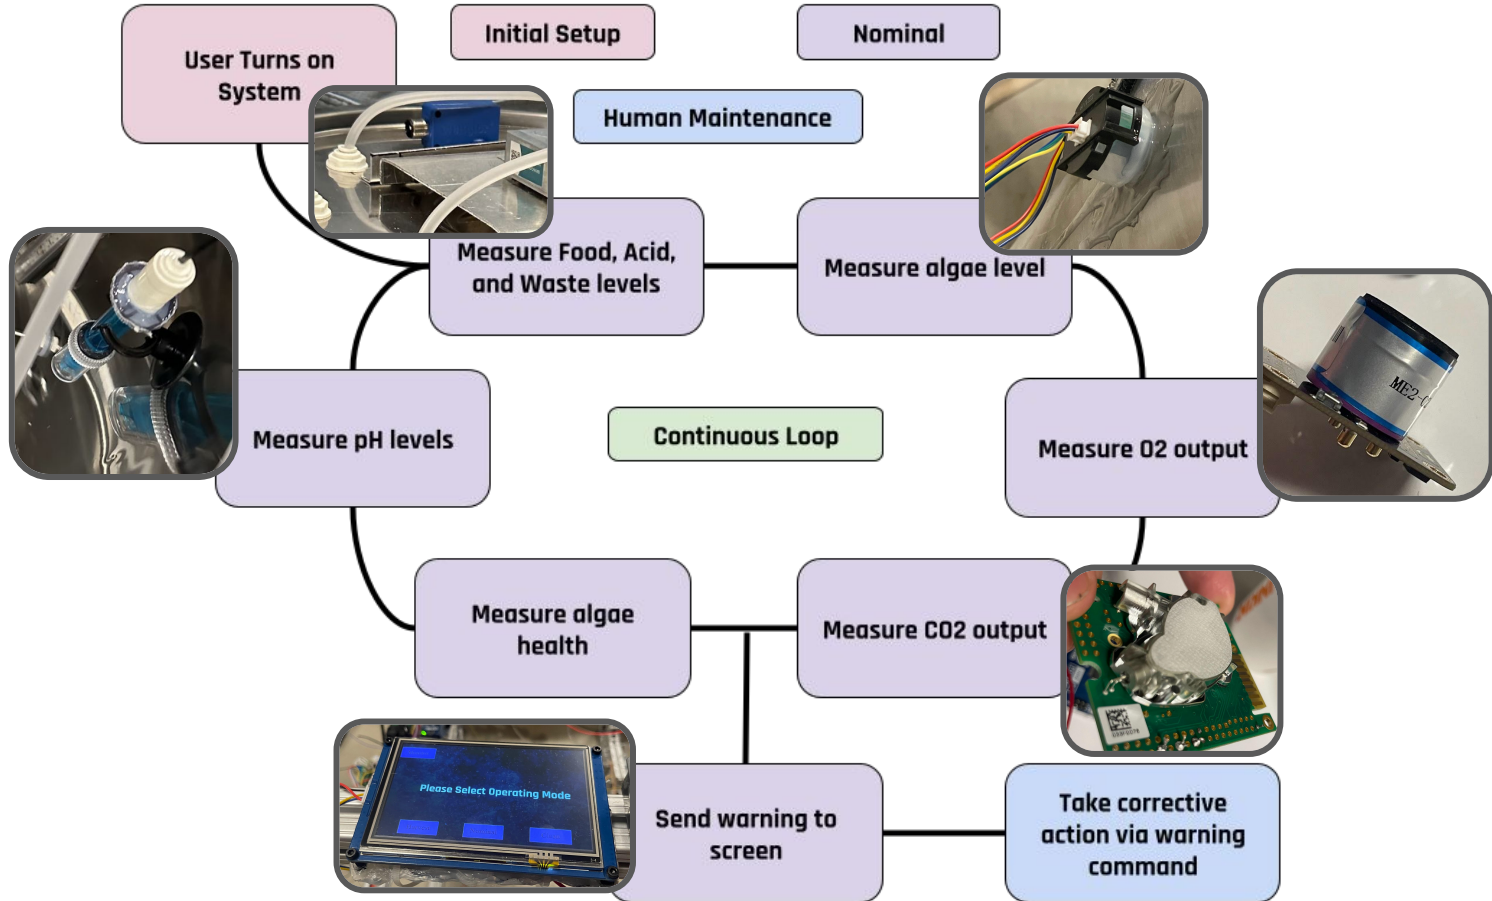 User Turns on
System
Initial Setup
Nominal
Human Maintenance
Measure Food, Acid,
and Waste levels
Measure algae level
Measure pH levels
Continuous Loop
Measure O2 output
ME2-O
Measure algae
health
Measure CO2 output
Please Select Operating Mode
Send warning to
screen
Take corrective
action via warning
command